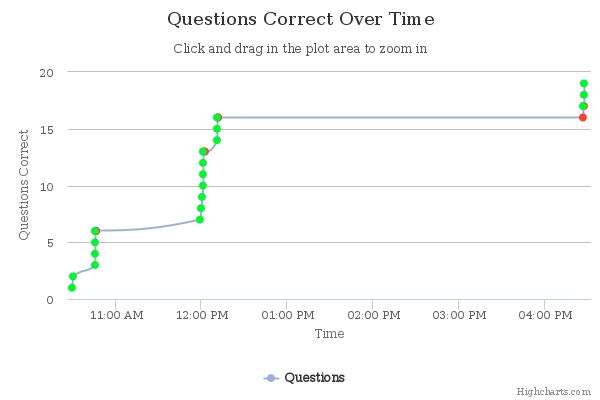 Questions Correct Over Time
Click and drag in the plot area to zoom in
Questions Correct
20
15
10
5
0
11:00 AM 12:00 PM 01:00 PM 02:00 PM 03:00 PM 04:00 PM
Time
Questions
Highcharts.com